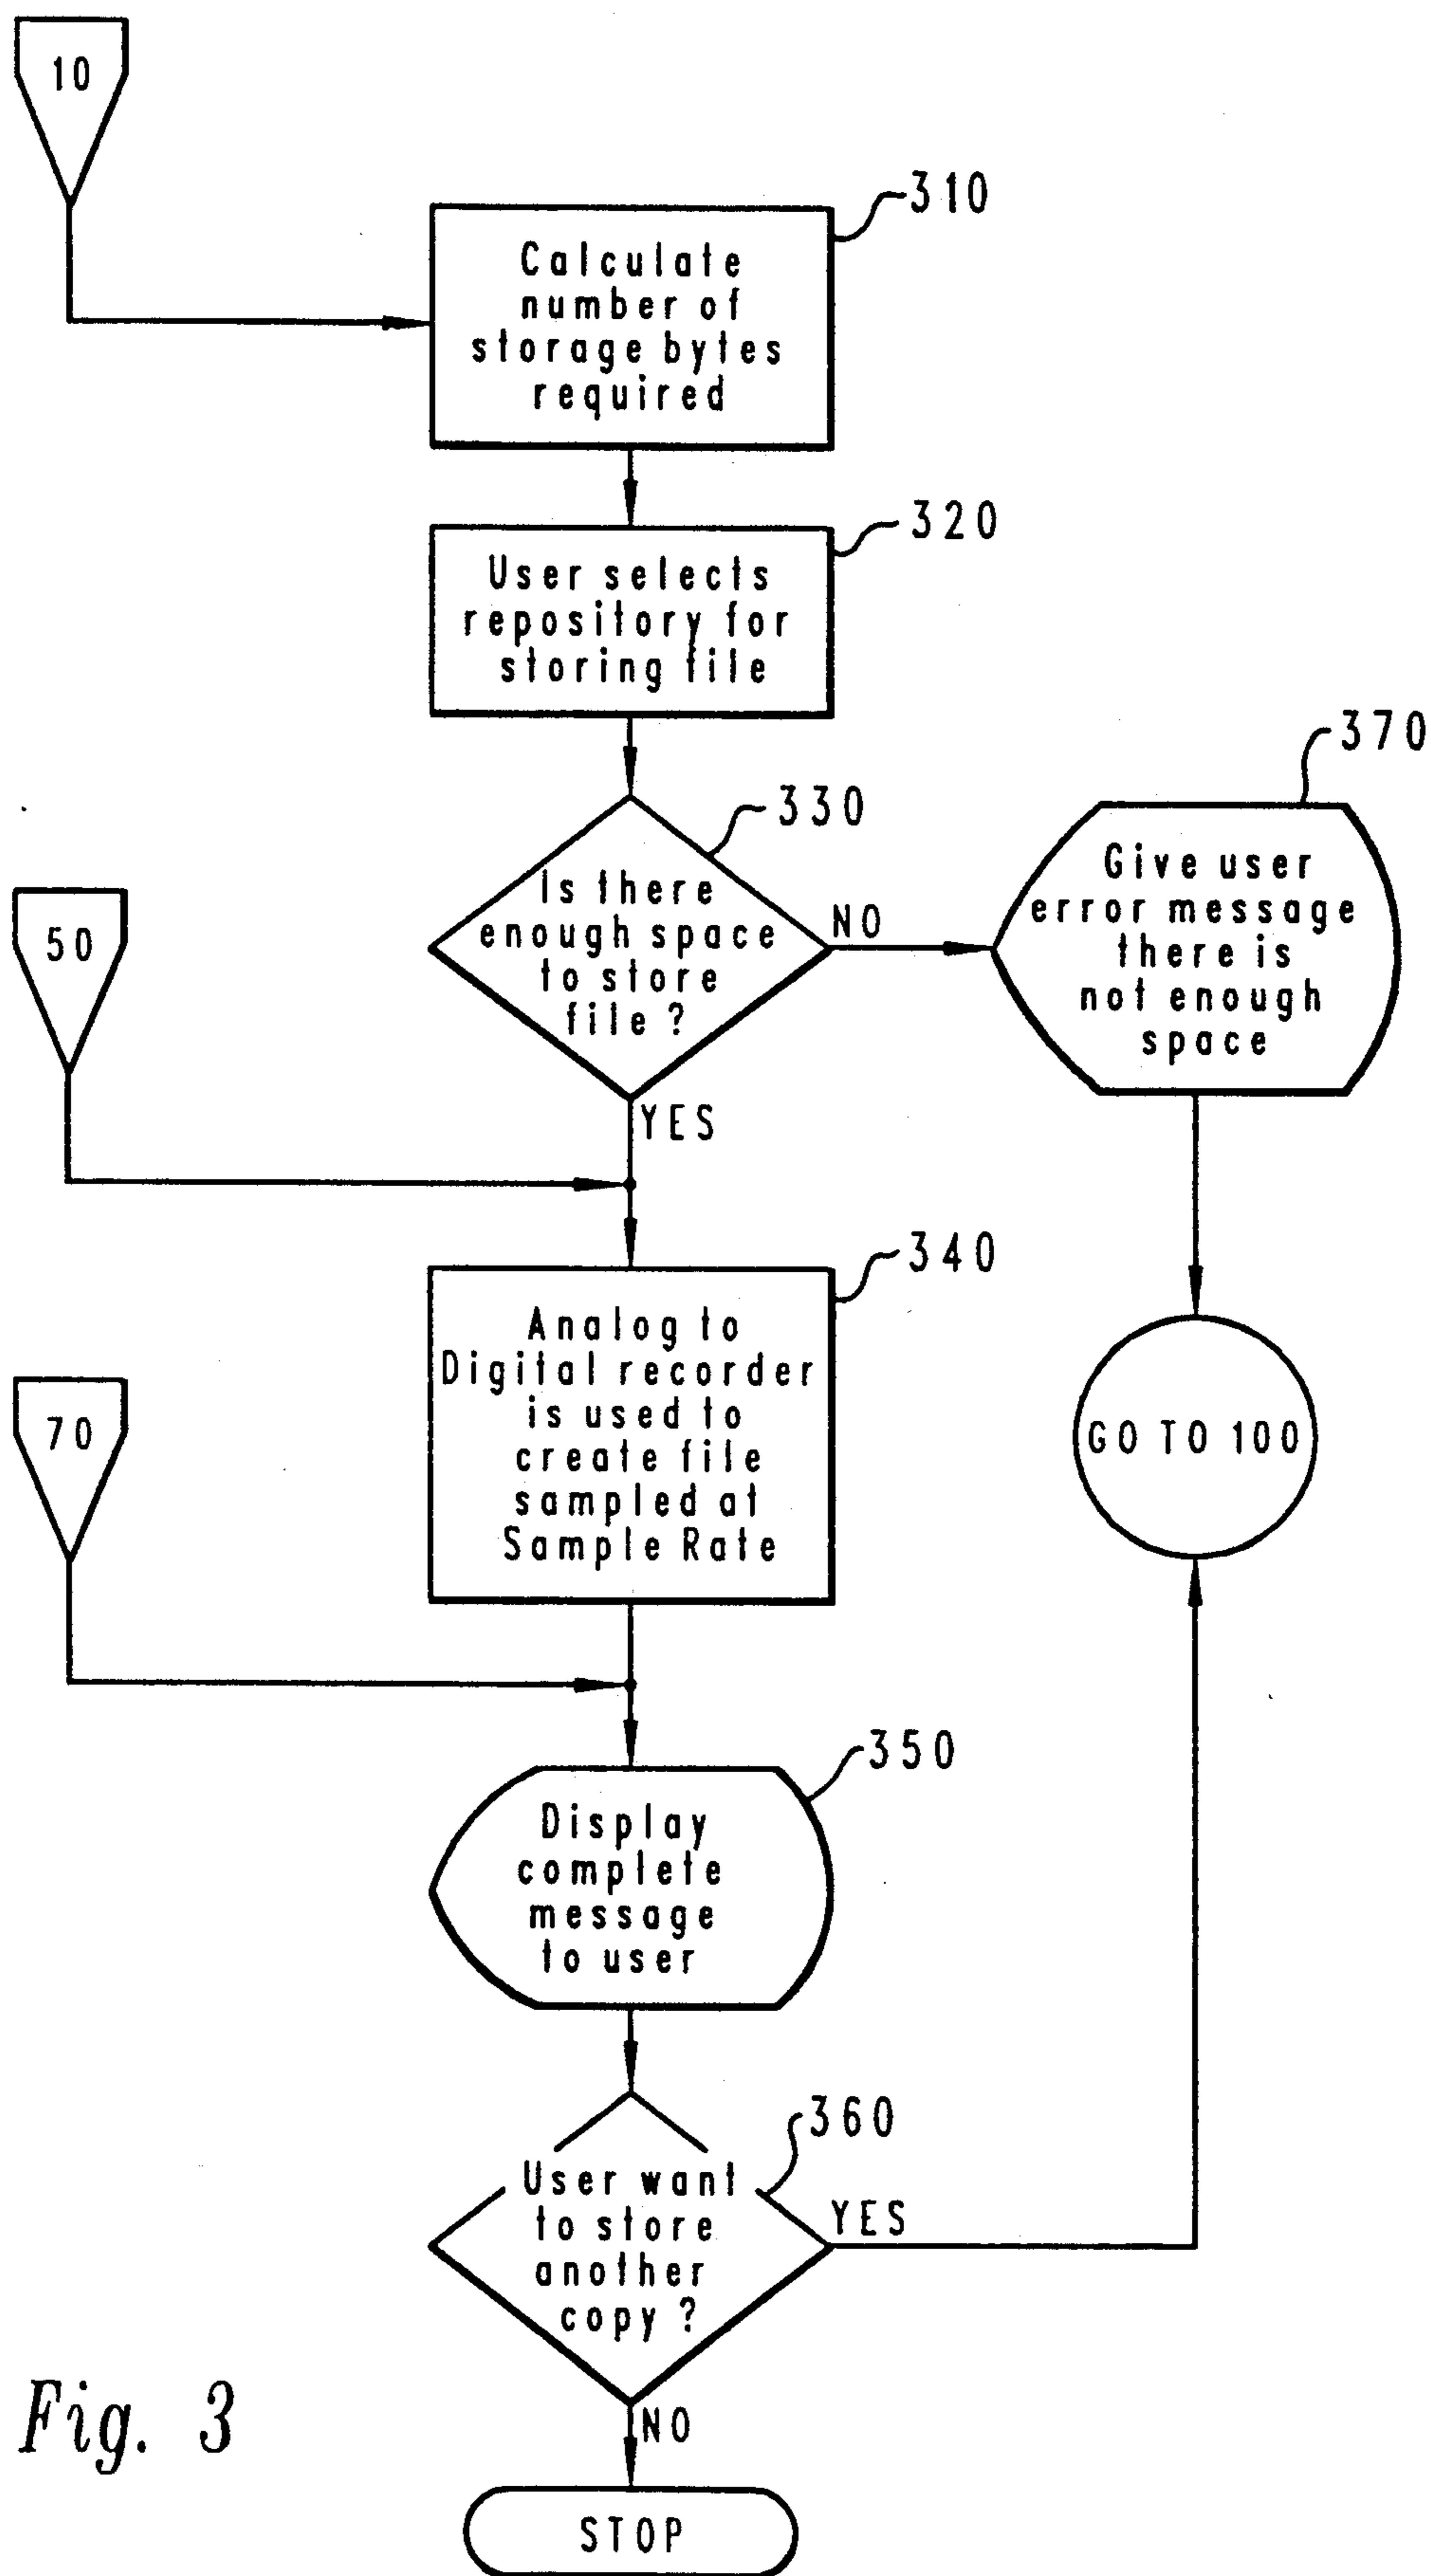 10
310
Calculate
number of
storage bytes
required
320
User selects
repository for
storing file
330
Is there
enough space
to store
file ?
NO
370
Give user
error message
there is
not enough
space
50
YES
340
Analog to
Digital recorder
is used to
create file
sampled at
Sample Rate
GO TO 100
70
350
Display
complete
message
to user
360
User want
to store
another
copy ?
YES
NO
STOP
Fig. 3